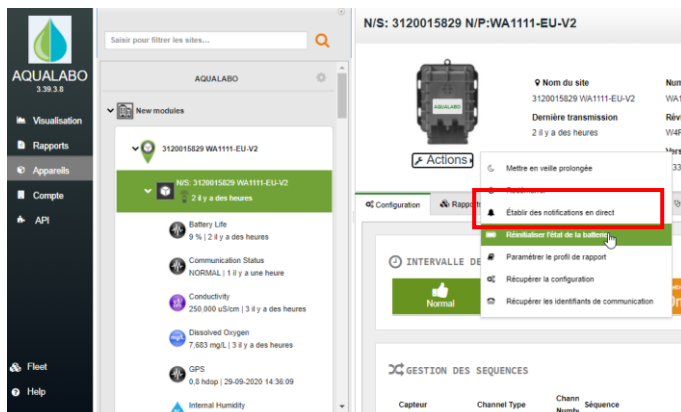 N/S: 3120015829 N/P:WA1111-EU-V2
Saisir pour filtrer les sites...
AQUALABO
3.39.3.8
Visualisation
Rapports
Appareils
Compte
API
Fleet
Help
AQUALABO
New modules
3120015829 WA1111-EU-V2
N/S: 3120015829 WA1111-EU-V2
2 il y a des heures
Battery Life
9 % | 2 il y a des heures
Communication Status
NORMAL | 1 il y a une heure
Conductivity
250,000 uS/cm | 3 il y a des heures
Dissolved Oxygen
7,683 mg/L | 3 il y a des heures
GPS
0,8 hdop | 29-09-2020 14:36:09
Internal Humidity
AQUALABO
Actions
Nom du site
3120015829 WA1111-EU-V2
Dernière transmission
2 il y a des heures
Mettre en veille prolongée
Établir des notifications en direct
Réinitialiser l'état de la batterie
Paramétrer le profil de rapport
Récupérer la configuration
Récupérer les identifiants de communication
Configuration
INTERVALLE DE
Normal
GESTION DES SEQUENCES
Capteur
Channel Type
Séquence